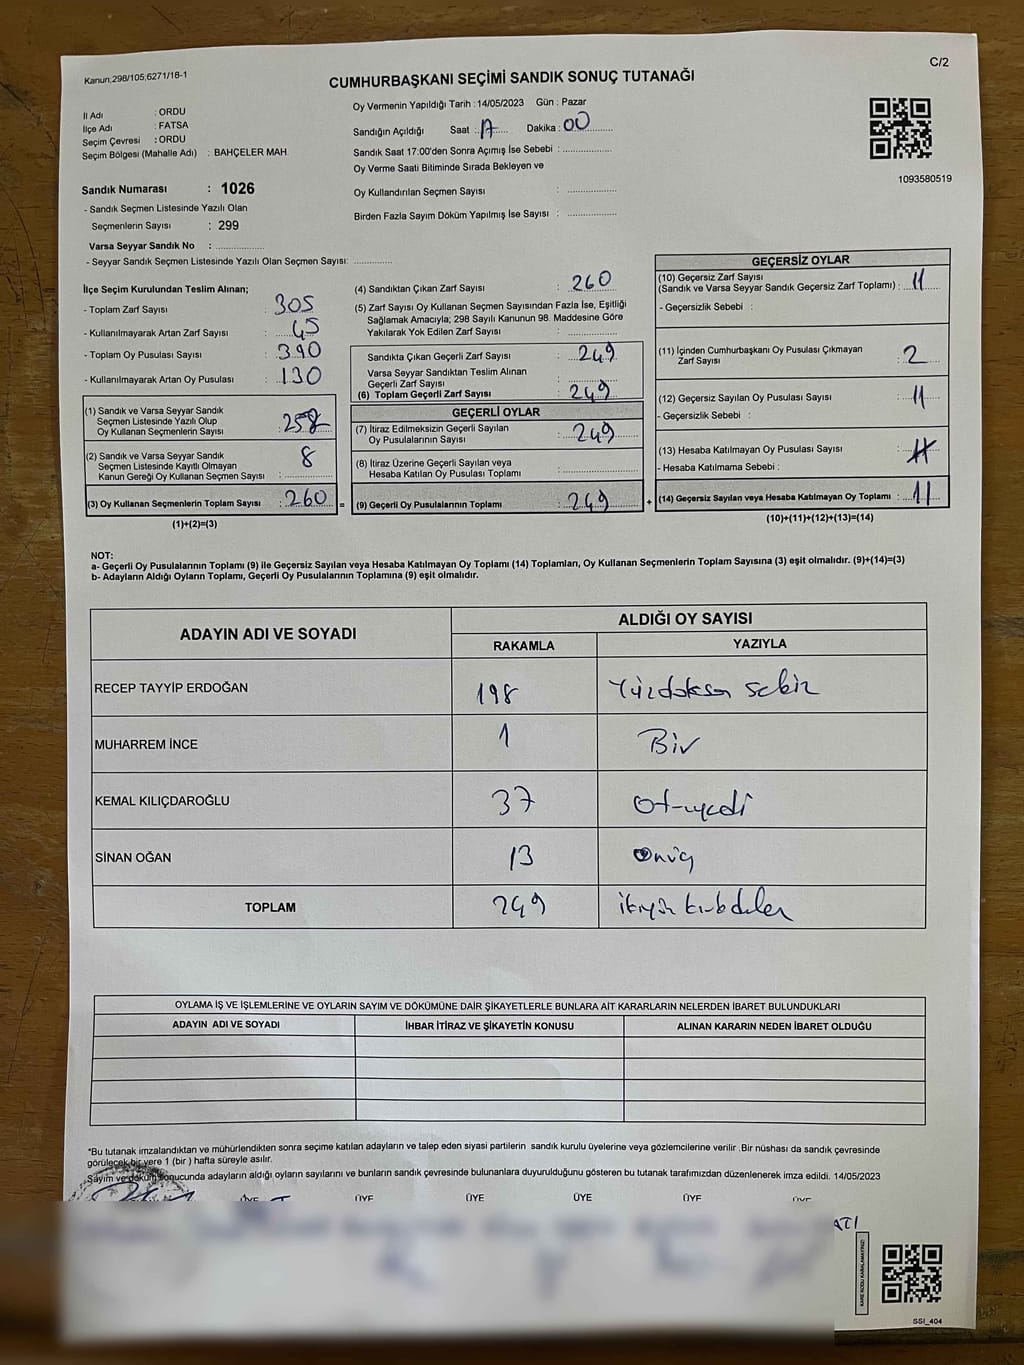 Kanun.298/105,6271/18-1
C/2
CUMHURBAŞKANI SEÇİMİ SANDIK SONUÇ TUTANAĞI
İl Adı : ORDU
İlçe Adı : FATSA
Seçim Çevresi : ORDU
Seçim Bölgesi (Mahalle Adı) : BAHÇELER MAH.
Oy Vermenin Yapıldığı Tarih : 14/05/2023 Gün : Pazar
Sandığın Açıldığı Saat : 17 Dakika : 00
Sandık Saat 17:00'den Sonra Açımış İse Sebebi :
Oy Verme Saati Bitiminde Sırada Bekleyen ve
Oy Kullandırılan Seçmen Sayısı :
Birden Fazla Sayım Döküm Yapılmış İse Sayısı :
1093580519
Sandık Numarası : 1026
- Sandık Seçmen Listesinde Yazılı Olan
Seçmenlerin Sayısı : 299
Varsa Seyyar Sandık No :
- Seyyar Sandık Seçmen Listesinde Yazılı Olan Seçmen Sayısı:
İlçe Seçim Kurulundan Teslim Alınan;
- Toplam Zarf Sayısı : 305
- Kullanılmayarak Artan Zarf Sayısı : 45
- Toplam Oy Pusulası Sayısı : 390
- Kullanılmayarak Artan Oy Pusulası : 130
(1) Sandık ve Varsa Seyyar Sandık
Seçmen Listesinde Yazılı Olup
Oy Kullanan Seçmenlerin Sayısı
(2) Sandık ve Varsa Seyyar Sandık
Seçmen Listesinde Kayıtlı Olmayan
Kanun Gereği Oy Kullanan Seçmen Sayısı : 8
(3) Oy Kullanan Seçmenlerin Toplam Sayısı : 260
(1)+(2)=(3)
=
(4) Sandıktan Çıkan Zarf Sayısı : 260
(5) Zarf Sayısı Oy Kullanan Seçmen Sayısından Fazla İse, Eşitliği
Sağlamak Amacıyla; 298 Sayılı Kanunun 98. Maddesine Göre
Yakılarak Yok Edilen Zarf Sayısı :
Sandıkta Çıkan Geçerli Zarf Sayısı : 249
Varsa Seyyar Sandıktan Teslim Alınan
Geçerli Zarf Sayısı :
(6) Toplam Geçerli Zarf Sayısı : 249
GEÇERLİ OYLAR
(7) İtiraz Edilmeksizin Geçerli Sayılan
Oy Pusulalarının Sayısı : 249
(8) İtiraz Üzerine Geçerli Sayılan veya
Hesaba Katılan Oy Pusulası Toplamı :
(9) Geçerli Oy Pusulalarının Toplamı : 249
+
GEÇERSİZ OYLAR
(10) Geçersiz Zarf Sayısı
(Sandık ve Varsa Seyyar Sandık Geçersiz Zarf Toplamı) : 11
- Geçersizlik Sebebi :
(11) İçinden Cumhurbaşkanı Oy Pusulası Çıkmayan
Zarf Sayısı : 2
(12) Geçersiz Sayılan Oy Pusulası Sayısı : 11
- Geçersizlik Sebebi :
(13) Hesaba Katılmayan Oy Pusulası Sayısı :
- Hesaba Katılmama Sebebi :
(14) Geçersiz Sayılan veya Hesaba Katılmayan Oy Toplamı : 11
(10)+(11)+(12)+(13)=(14)
NOT:
a- Geçerli Oy Pusulalarının Toplamı (9) ile Geçersiz Sayılan veya Hesaba Katılmayan Oy Toplamı (14) Toplamları, Oy Kullanan Seçmenlerin Toplam Sayısına (3) eşit olmalıdır. (9)+(14)=(3)
b- Adayların Aldığı Oyların Toplamı, Geçerli Oy Pusulalarının Toplamına (9) eşit olmalıdır.
ADAYIN ADI VE SOYADI ALDIĞI OY SAYISI
RAKAMLA YAZIYLA
RECEP TAYYİP ERDOĞAN 198 Yüzdoksan sekiz
MUHARREM İNCE 1 Bir
KEMAL KILIÇDAROĞLU 37 otuzyedi
SİNAN OĞAN 13 onüç
TOPLAM 249 ikiyüz kırkdokuz
OYLAMA İŞ VE İŞLEMLERİNE VE OYLARIN SAYIM VE DÖKÜMÜNE DAİR ŞİKAYETLERLE BUNLARA AİT KARARLARIN NELERDEN İBARET BULUNDUKLARI
ADAYIN ADI VE SOYADI İHBAR İTİRAZ VE ŞİKAYETİN KONUSU ALINAN KARARIN NEDEN İBARET OLDUĞU
*Bu tutanak imzalandıktan ve mühürlendikten sonra seçime katılan adayların ve talep eden siyasi partilerin sandık kurulu üyelerine veya gözlemcilerine verilir .Bir nüshası da sandık çevresinde
görülecek bir yere 1 (bir ) hafta süreyle asılır.
Sayım ve döküm sonucunda adayların aldığı oyların sayılarını ve bunların sandık çevresinde bulunanlara duyurulduğunu gösteren bu tutanak tarafımızdan düzenlenerek imza edildi. 14/05/2023
ÜYE ÜYE ÜYE ÜYE ÜYE ÜYE
KARE KODU KARALAMAYINIZ!
SSI_404